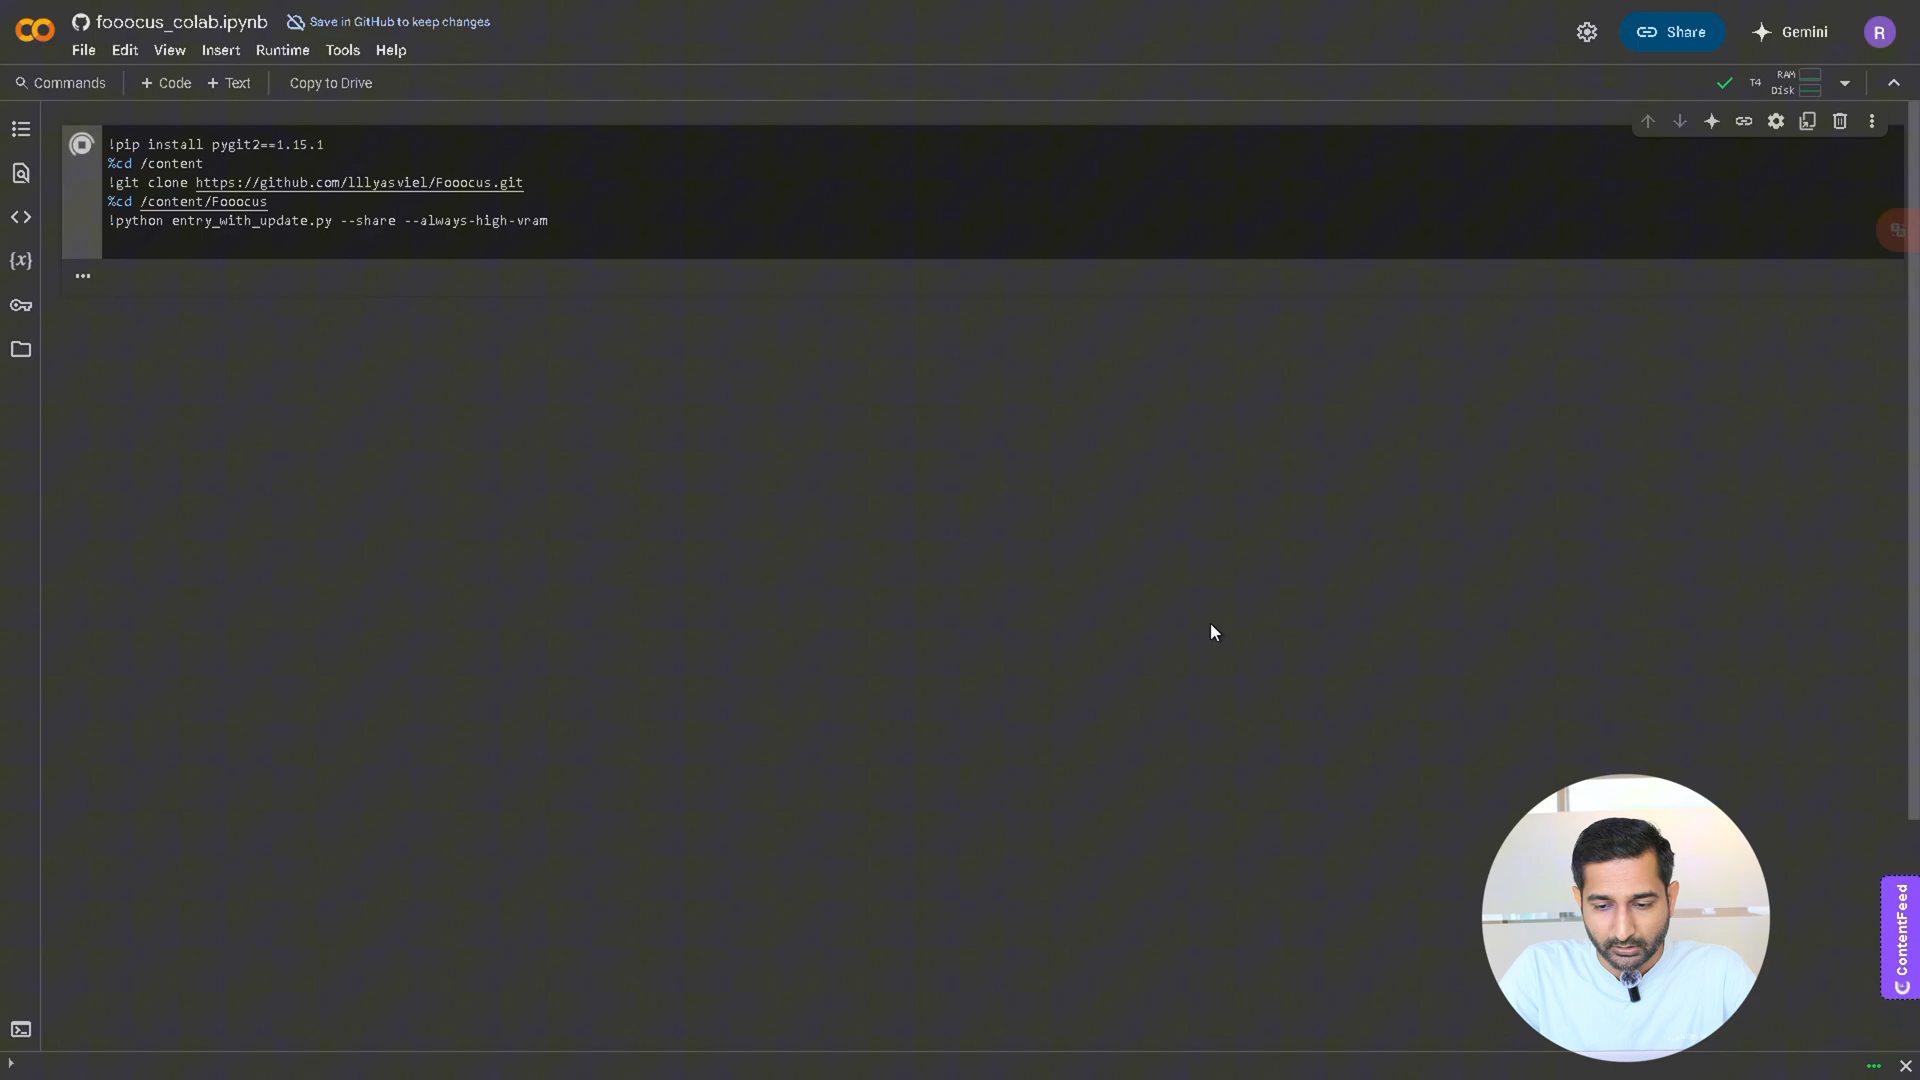 fooocus_colab.ipynb
Save in GitHub to keep changes
File Edit View Insert Runtime Tools Help
Share
Gemini
R
Commands
+ Code + Text
Copy to Drive
T4
RAM
Disk
!pip install pygit2==1.15.1
%cd /content
!git clone https://github.com/lllyasviel/Fooocus.git
%cd /content/Fooocus
!python entry_with_update.py --share --always-high-vram
{x}
ContentFeed